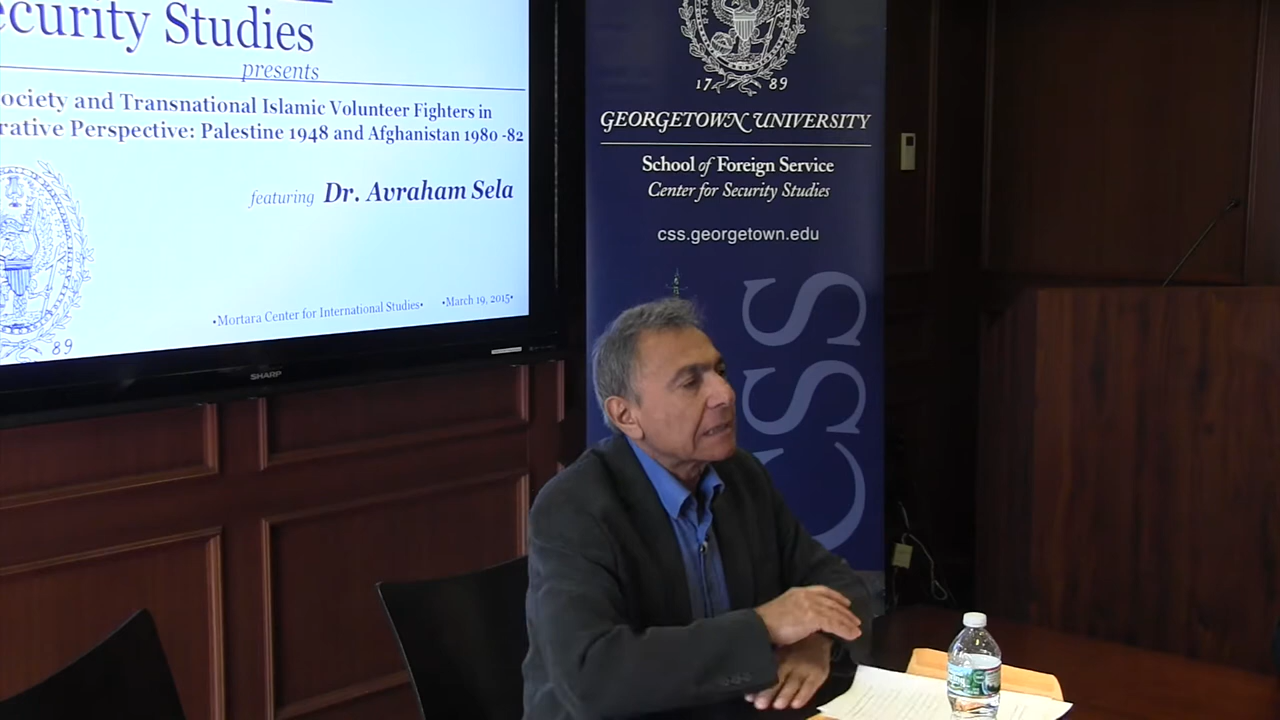 ecurity Studies
presents
ociety and Transnational Islamic Volunteer Fighters in
rative Perspective: Palestine 1948 and Afghanistan 1980 -82
featuring Dr. Avraham Sela
•Mortara Center for International Studies• •March 19, 2015•
89
SHARP
17 89
GEORGETOWN UNIVERSITY
School of Foreign Service
Center for Security Studies
css.georgetown.edu
CSS